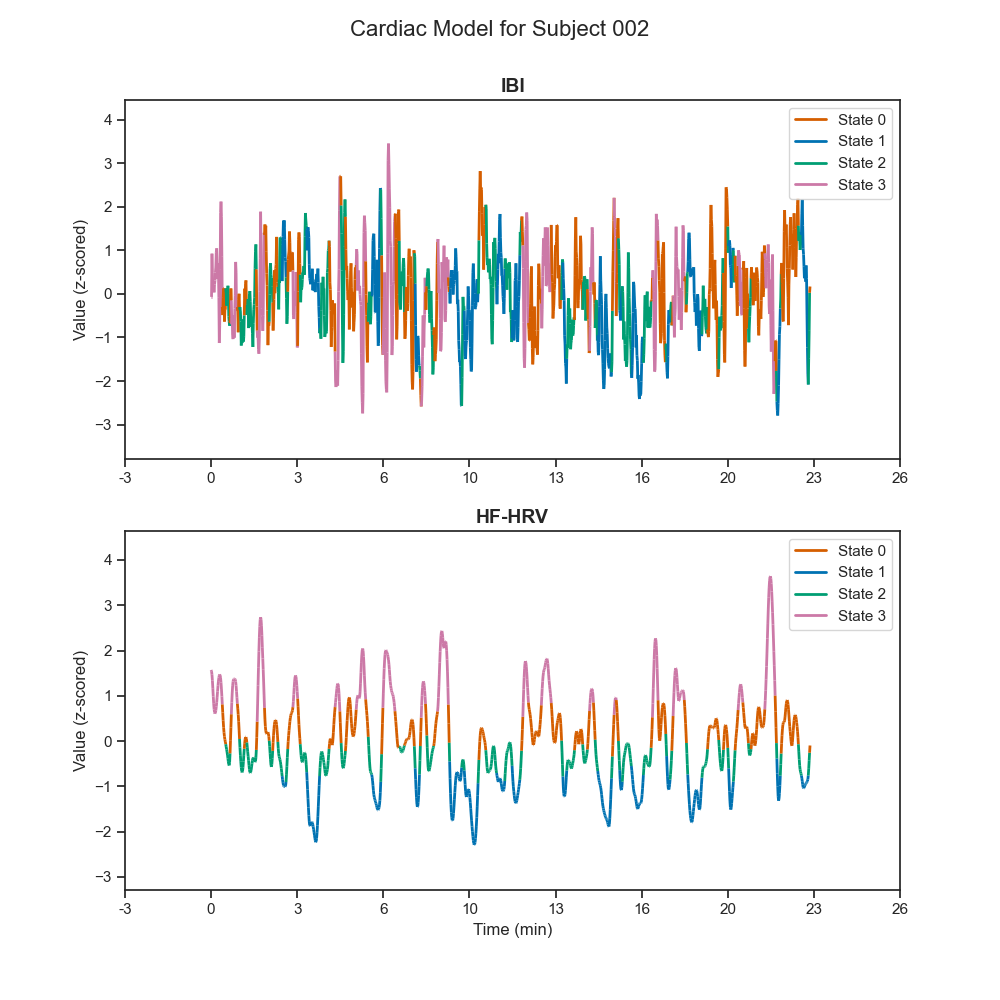 Cardiac Model for Subject 002
IBI
Value (z-scored)
4
3
2
1
0
−1
−2
−3
State 0
State 1
State 2
State 3
-3 0 3 6 10 13 16 20 23 26
HF-HRV
Value (z-scored)
4
3
2
1
0
−1
−2
−3
State 0
State 1
State 2
State 3
-3 0 3 6 10 13 16 20 23 26
Time (min)